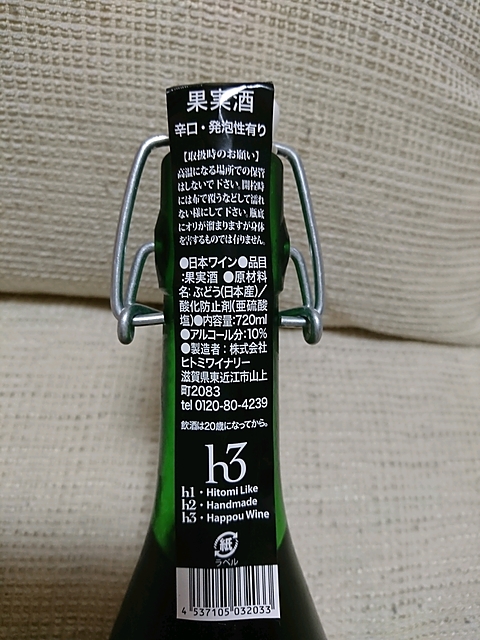 果実酒
辛口・発泡性有り
【取扱時のお願い】
高温になる場所での保管
はしないで下さい。開栓時
には布で覆うなどして濡れ
ない様にして下さい。瓶底
にオリが溜まりますが身体
を害するものでは有りません。
●日本ワイン●品目
:果実酒 ●原材料
名:ぶどう(日本産)/
酸化防止剤(亜硫酸
塩)●内容量:720ml
●アルコール分:10%
●製造者:株式会社
ヒトミワイナリー
滋賀県東近江市山上
町2083
tel 0120-80-4239
飲酒は20歳になってから。
h3
h1・Hitomi Like
h2・Handmade
h3・Happou Wine
紙
ラベル
4 537105 032033